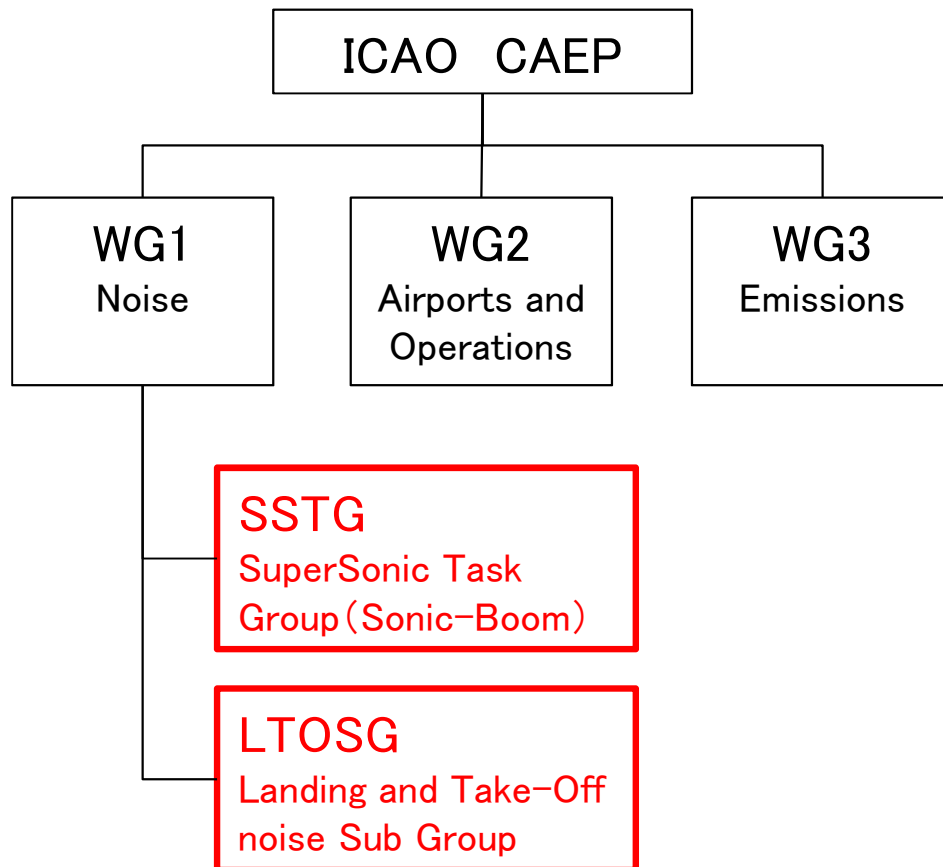 ICAO CAEP
WG1
Noise
WG2
Airports and
Operations
WG3
Emissions
SSTG
SuperSonic Task
Group（Sonic−Boom）
LTOSG
Landing and Take−Off
noise Sub Group